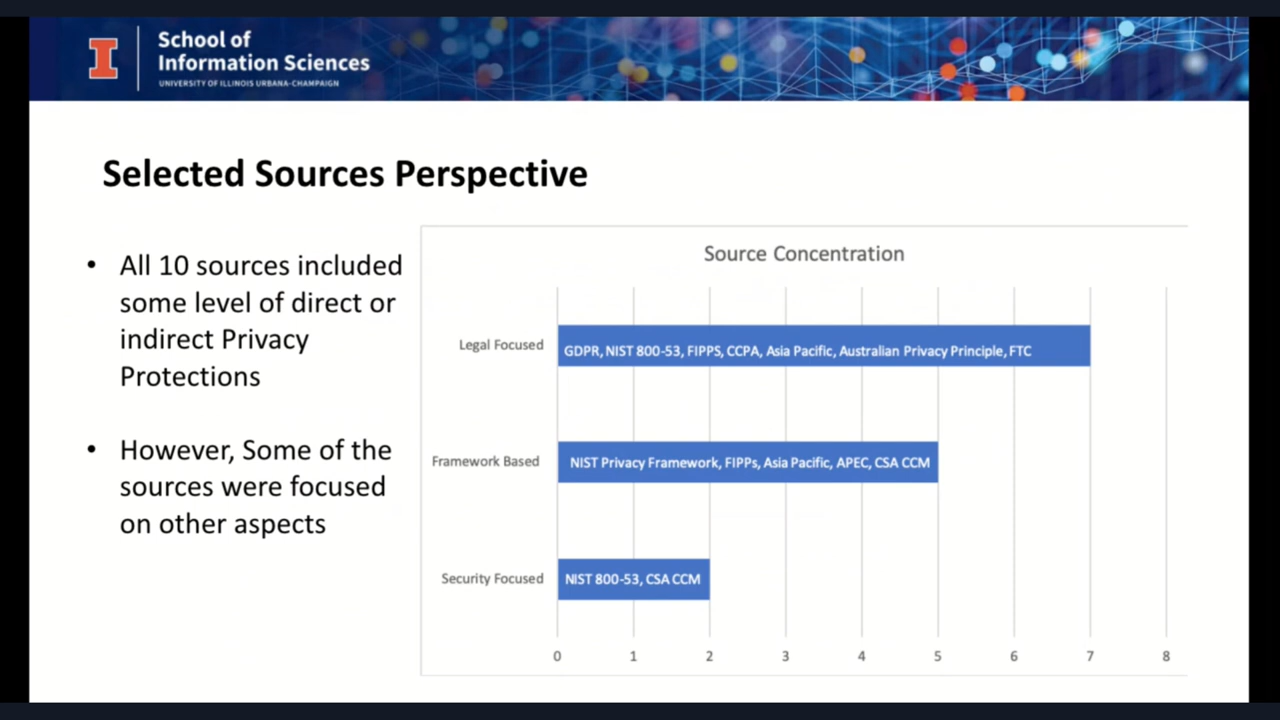 I
School of
Information Sciences
UNIVERSITY OF ILLINOIS URBANA-CHAMPAIGN
Selected Sources Perspective
• All 10 sources included
some level of direct or
indirect Privacy
Protections
• However, Some of the
sources were focused
on other aspects
Source Concentration
Legal Focused
GDPR, NIST 800-53, FIPPS, CCPA, Asia Pacific, Australian Privacy Principle, FTC
Framework Based
NIST Privacy Framework, FIPPs, Asia Pacific, APEC, CSA CCM
Security Focused
NIST 800-53, CSA CCM
0 1 2 3 4 5 6 7 8